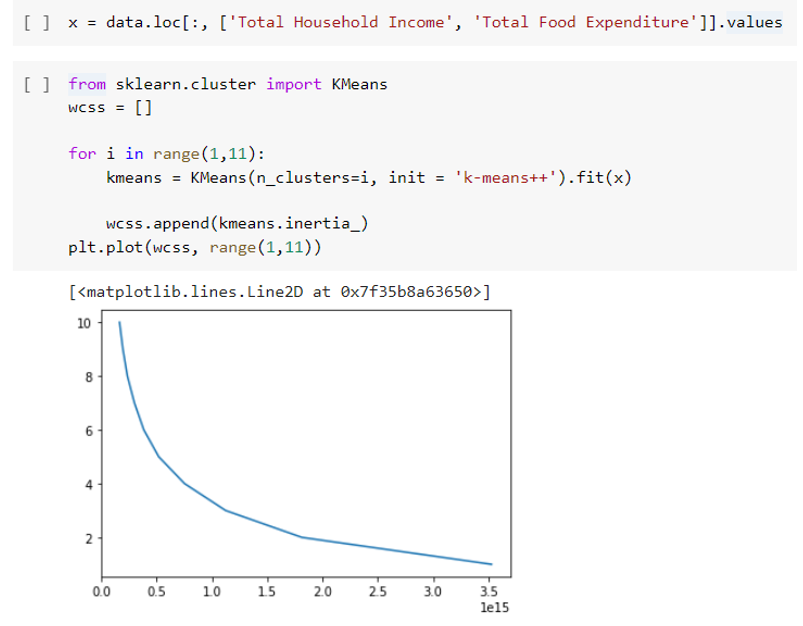 [ ] x = data.loc[:, ['Total Household Income', 'Total Food Expenditure']].values
[ ] from sklearn.cluster import KMeans
wcss = []
for i in range(1,11):
kmeans = KMeans(n_clusters=i, init = 'k-means++').fit(x)
wcss.append(kmeans.inertia_)
plt.plot(wcss, range(1,11))
[<matplotlib.lines.Line2D at 0x7f35b8a63650>]
10
8
6
4
2
0.0 0.5 1.0 1.5 2.0 2.5 3.0 3.5
1e15